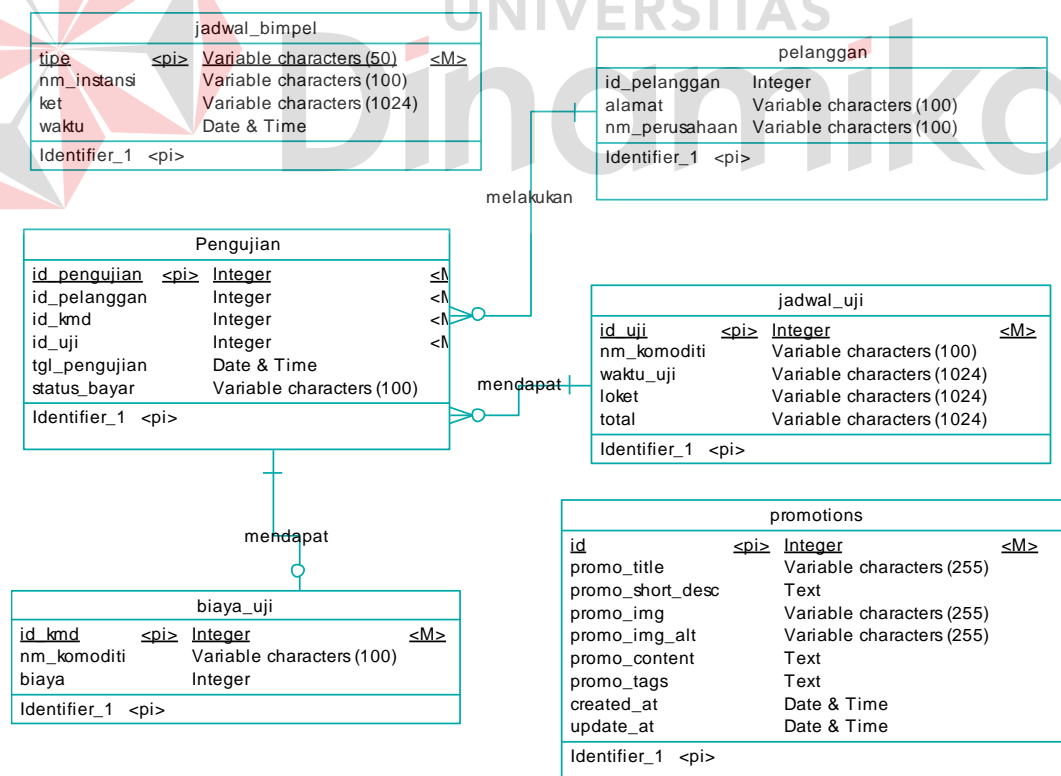 UNIVERSITAS
Dinamika
jadwal_bimpel
tipe <pi> Variable characters (50) <M>
nm_instansi Variable characters (100)
ket Variable characters (1024)
waktu Date & Time
Identifier_1 <pi>
pelanggan
id_pelanggan Integer
alamat Variable characters (100)
nm_perusahaan Variable characters (100)
Identifier_1 <pi>
melakukan
Pengujian
id_pengujian <pi> Integer <M
id_pelanggan Integer <M
id_kmd Integer <M
id_uji Integer <M
tgl_pengujian Date & Time
status_bayar Variable characters (100)
Identifier_1 <pi>
mendapat
jadwal_uji
id_uji <pi> Integer <M>
nm_komoditi Variable characters (100)
waktu_uji Variable characters (1024)
loket Variable characters (1024)
total Variable characters (1024)
Identifier_1 <pi>
mendapat
biaya_uji
id_kmd <pi> Integer <M>
nm_komoditi Variable characters (100)
biaya Integer
Identifier_1 <pi>
promotions
id <pi> Integer <M>
promo_title Variable characters (255)
promo_short_desc Text
promo_img Variable characters (255)
promo_img_alt Variable characters (255)
promo_content Text
promo_tags Text
created_at Date & Time
update_at Date & Time
Identifier_1 <pi>